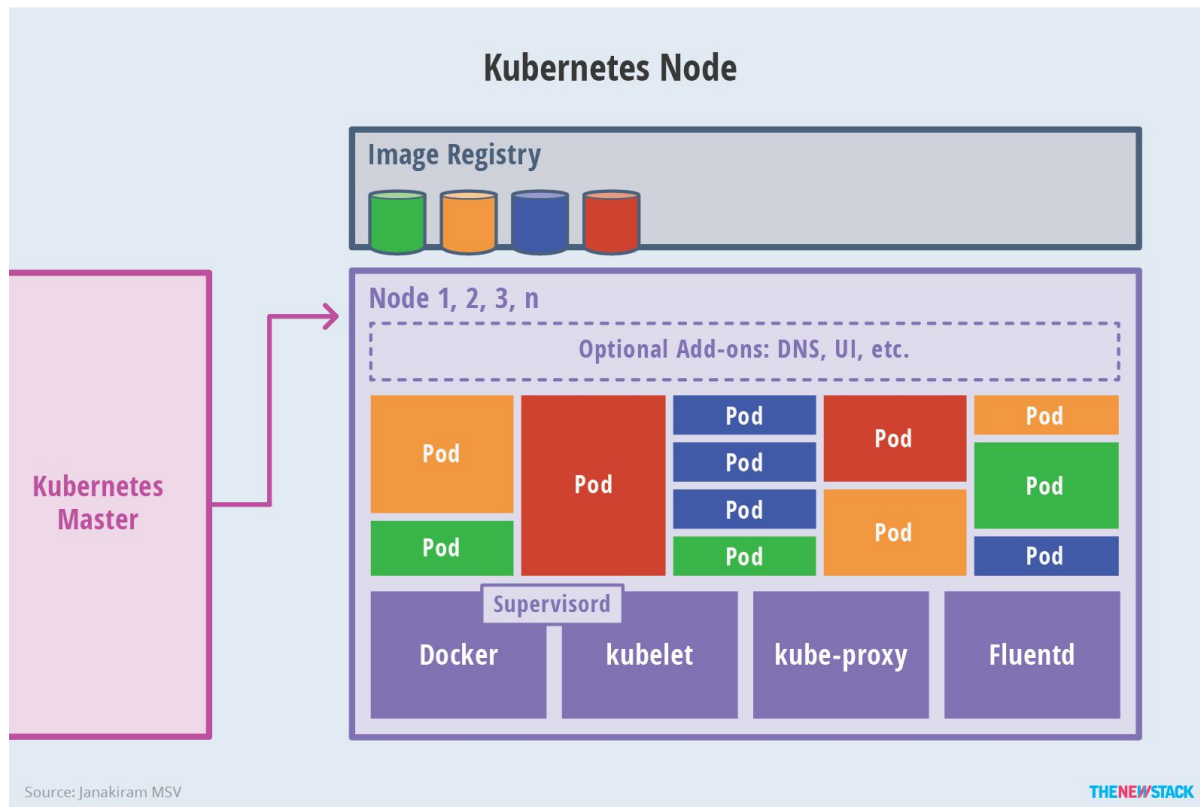 Kubernetes Node
Image Registry
Kubernetes
Master
Node 1, 2, 3, n
Optional Add-ons: DNS, UI, etc.
Pod
Pod
Pod
Pod
Pod
Pod
Pod
Pod
Pod
Pod
Pod
Pod
Pod
Supervisord
Docker
kubelet
kube-proxy
Fluentd
Source: Janakiram MSV
THENEWSTACK